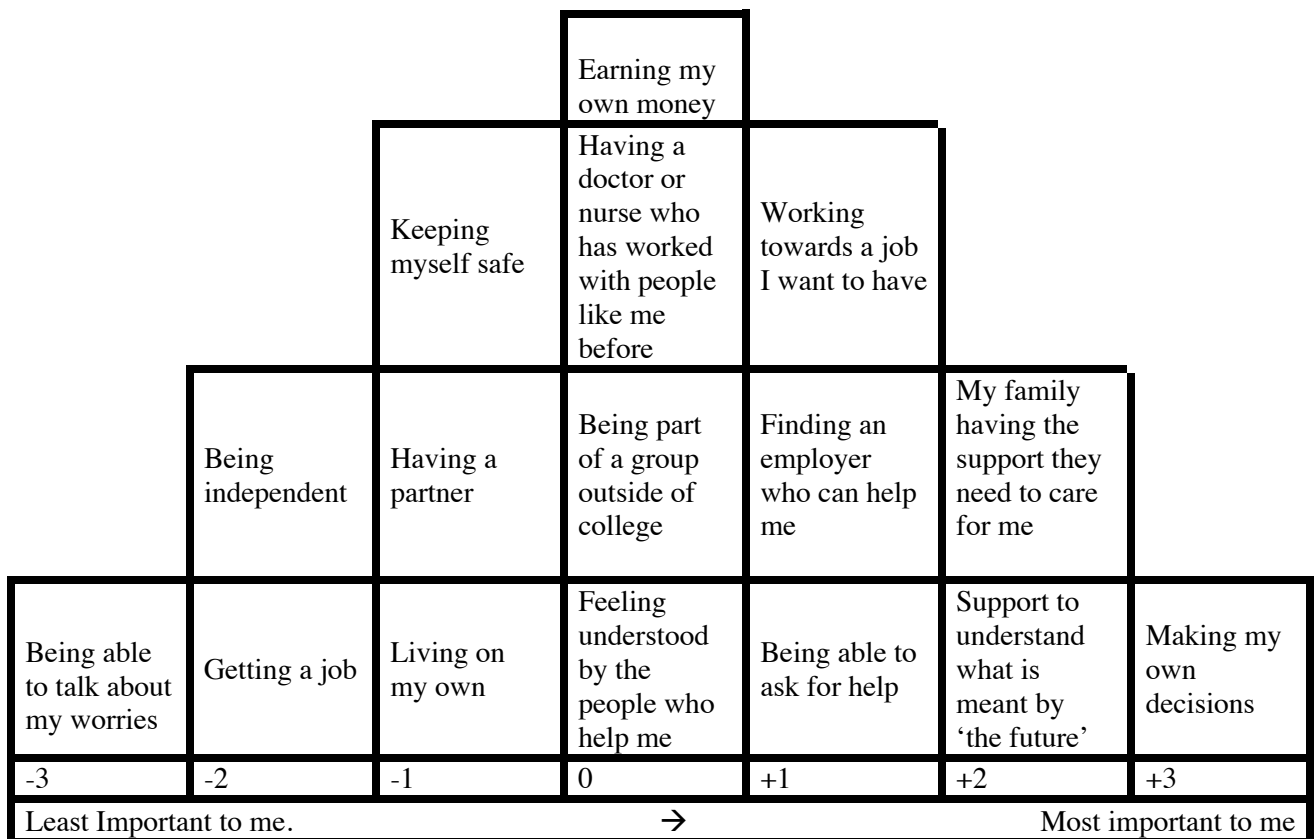 Earning my
own money
Keeping
myself safe
Having a
doctor or
nurse who
has worked
with people
like me
before
Working
towards a job
I want to have
Being
independent
Having a
partner
Being part
of a group
outside of
college
Finding an
employer
who can help
me
My family
having the
support they
need to care
for me
Being able
to talk about
my worries
Getting a job
Living on
my own
Feeling
understood
by the
people who
help me
Being able to
ask for help
Support to
understand
what is
meant by
‘the future’
Making my
own
decisions
-3 -2 -1 0 +1 +2 +3
Least Important to me. → Most important to me